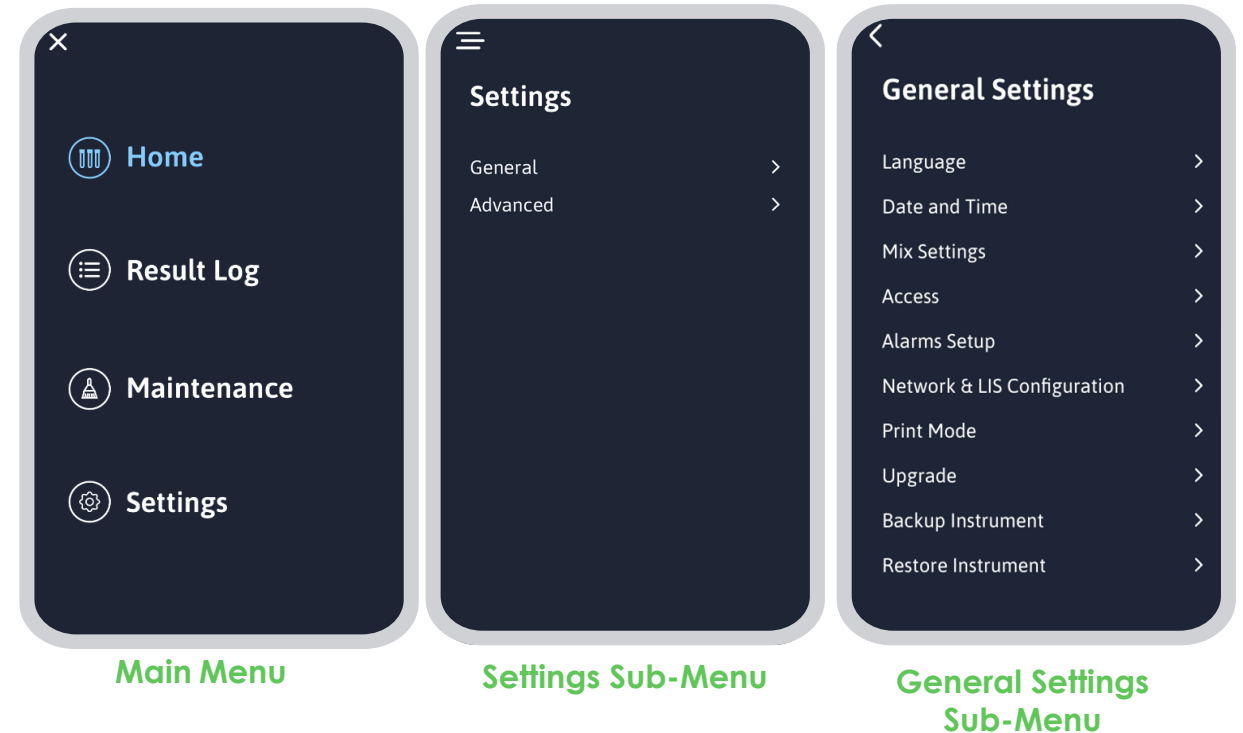 Home
Result Log
Maintenance
Settings
Main Menu
Settings
General
Advanced
Settings Sub-Menu
General Settings
Language
Date and Time
Mix Settings
Access
Alarms Setup
Network & LIS Configuration
Print Mode
Upgrade
Backup Instrument
Restore Instrument
General Settings
Sub-Menu